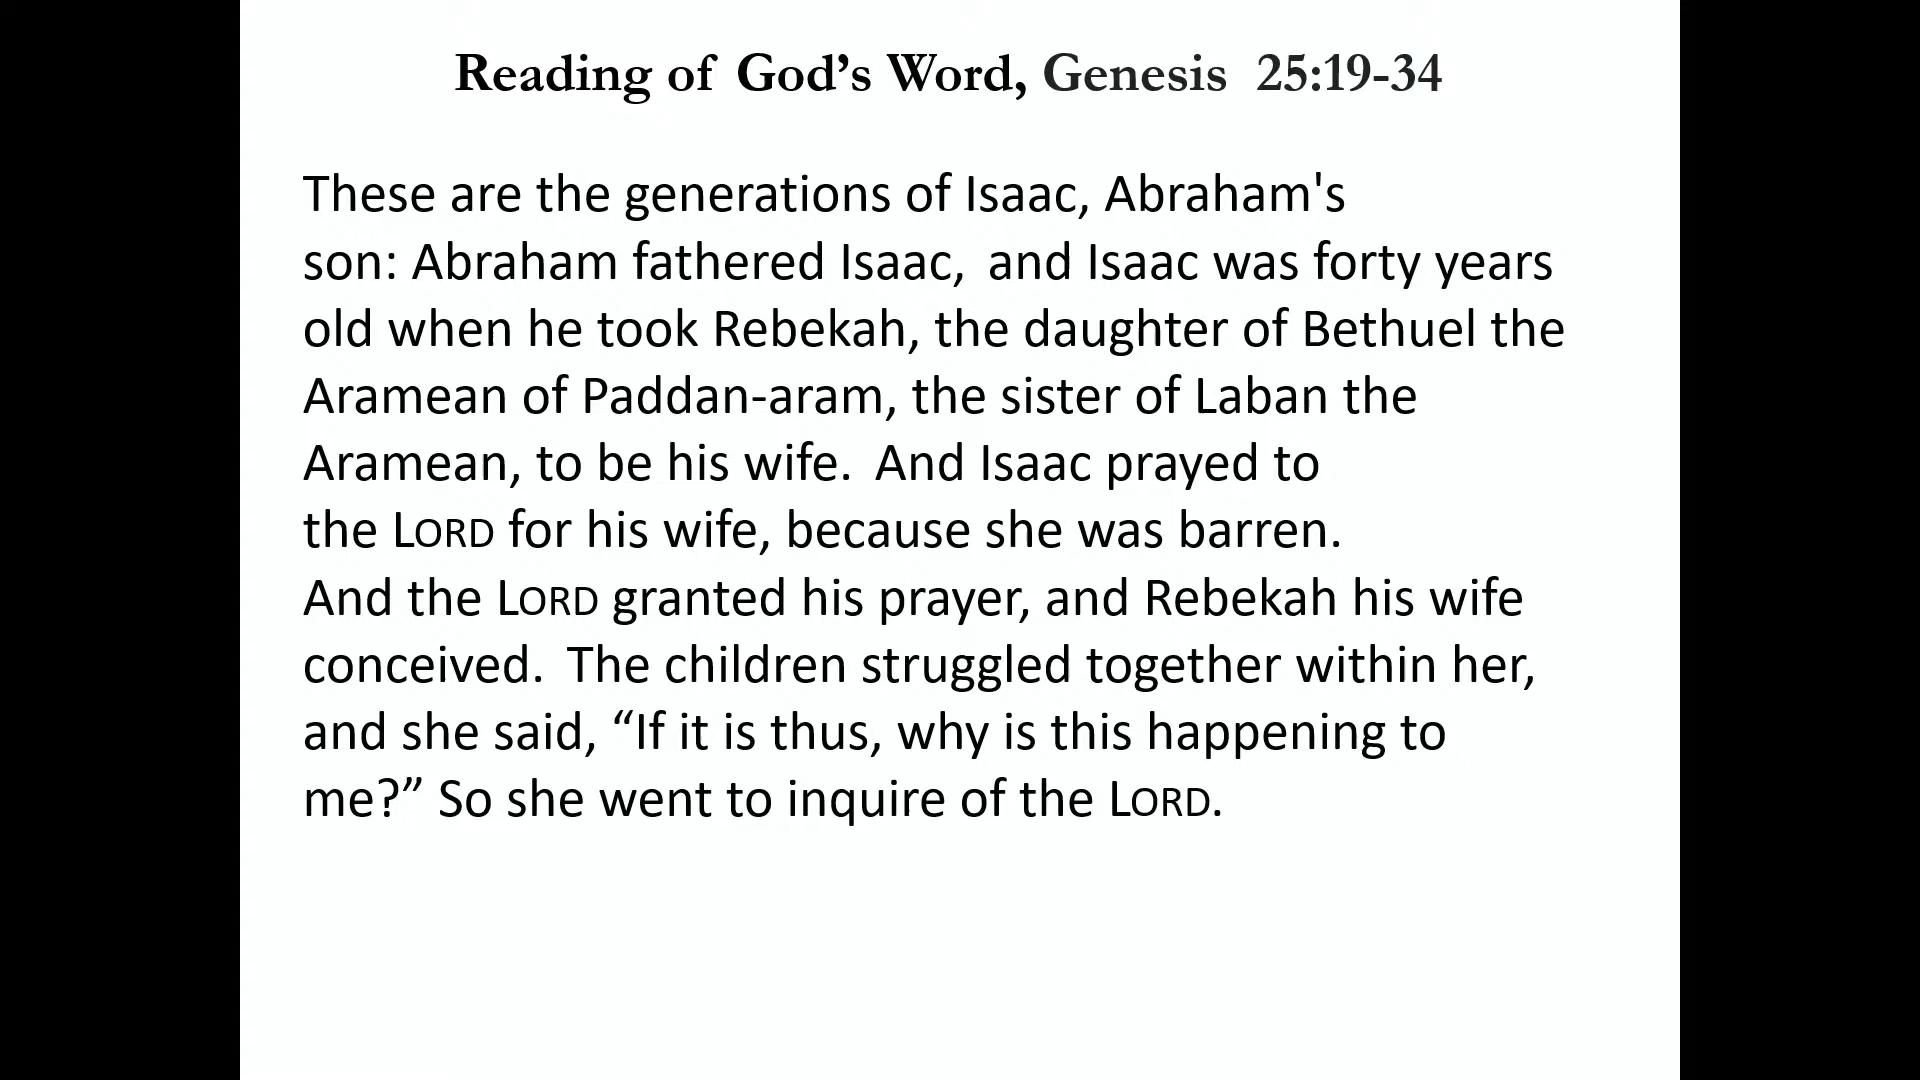 Reading of God’s Word, Genesis 25:19-34
These are the generations of Isaac, Abraham's
son: Abraham fathered Isaac, and Isaac was forty years
old when he took Rebekah, the daughter of Bethuel the
Aramean of Paddan-aram, the sister of Laban the
Aramean, to be his wife. And Isaac prayed to
the LORD for his wife, because she was barren.
And the LORD granted his prayer, and Rebekah his wife
conceived. The children struggled together within her,
and she said, “If it is thus, why is this happening to
me?” So she went to inquire of the LORD.